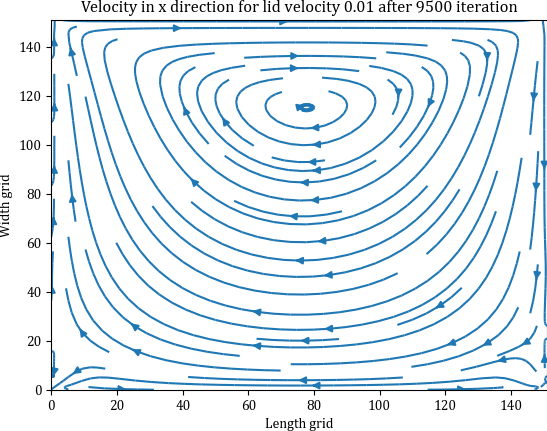 Velocity in x direction for lid velocity 0.01 after 9500 iteration
140
120
100
80
60
40
20
0
Width grid
0 20 40 60 80 100 120 140
Length grid